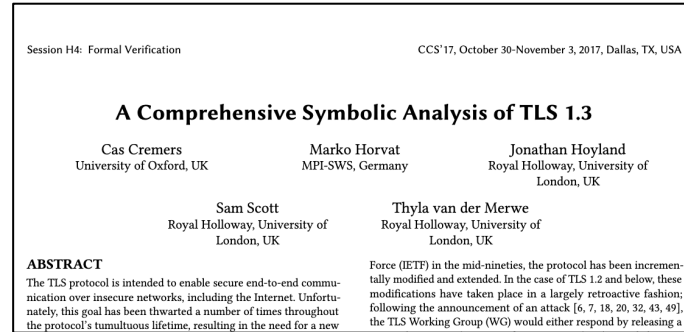 Session H4: Formal Verification
CCS'17, October 30-November 3, 2017, Dallas, TX, USA
A Comprehensive Symbolic Analysis of TLS 1.3
Cas Cremers
University of Oxford, UK
Marko Horvat
MPI-SWS, Germany
Jonathan Hoyland
Royal Holloway, University of
London, UK
Sam Scott
Royal Holloway, University of
London, UK
Thyla van der Merwe
Royal Holloway, University of
London, UK
ABSTRACT
The TLS protocol is intended to enable secure end-to-end commu-
nication over insecure networks, including the Internet. Unfortu-
nately, this goal has been thwarted a number of times throughout
the protocol's tumultuous lifetime, resulting in the need for a new
Force (IETF) in the mid-nineties, the protocol has been incremen-
tally modified and extended. In the case of TLS 1.2 and below, these
modifications have taken place in a largely retroactive fashion;
following the announcement of an attack [6, 7, 18, 20, 32, 43, 49],
the TLS Working Group (WG) would either respond by releasing a